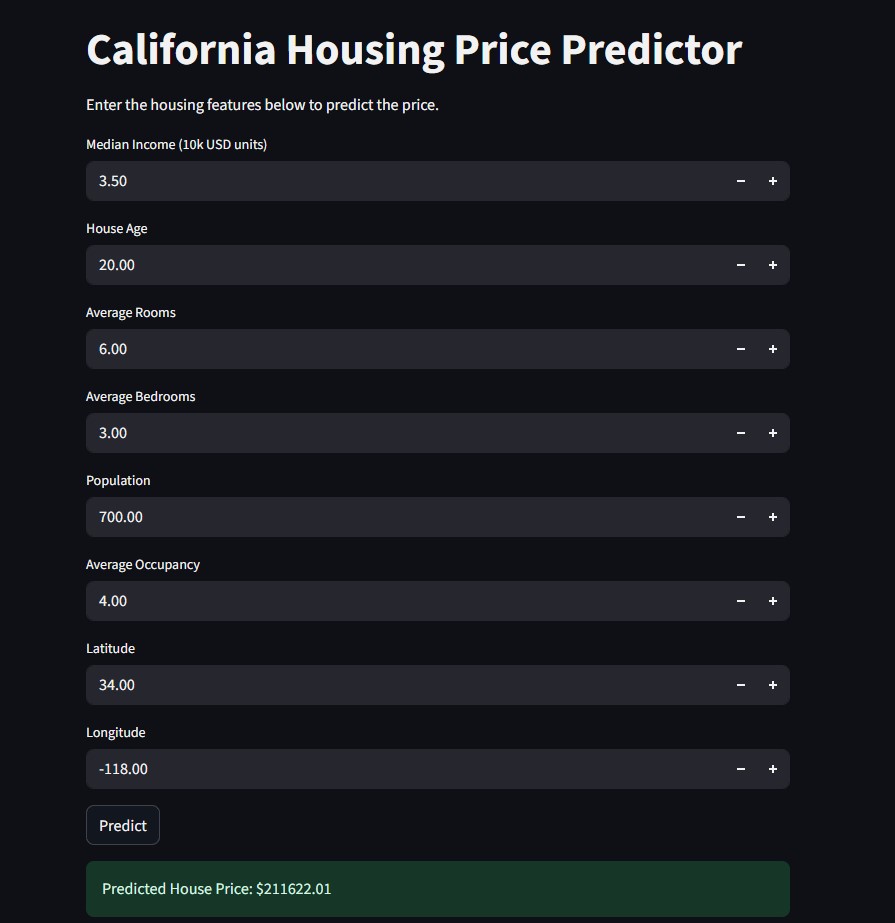 California Housing Price Predictor
Enter the housing features below to predict the price.
Median Income (10k USD units)
3.50
House Age
20.00
Average Rooms
6.00
Average Bedrooms
3.00
Population
700.00
Average Occupancy
4.00
Latitude
34.00
Longitude
-118.00
Predict
Predicted House Price: $211622.01